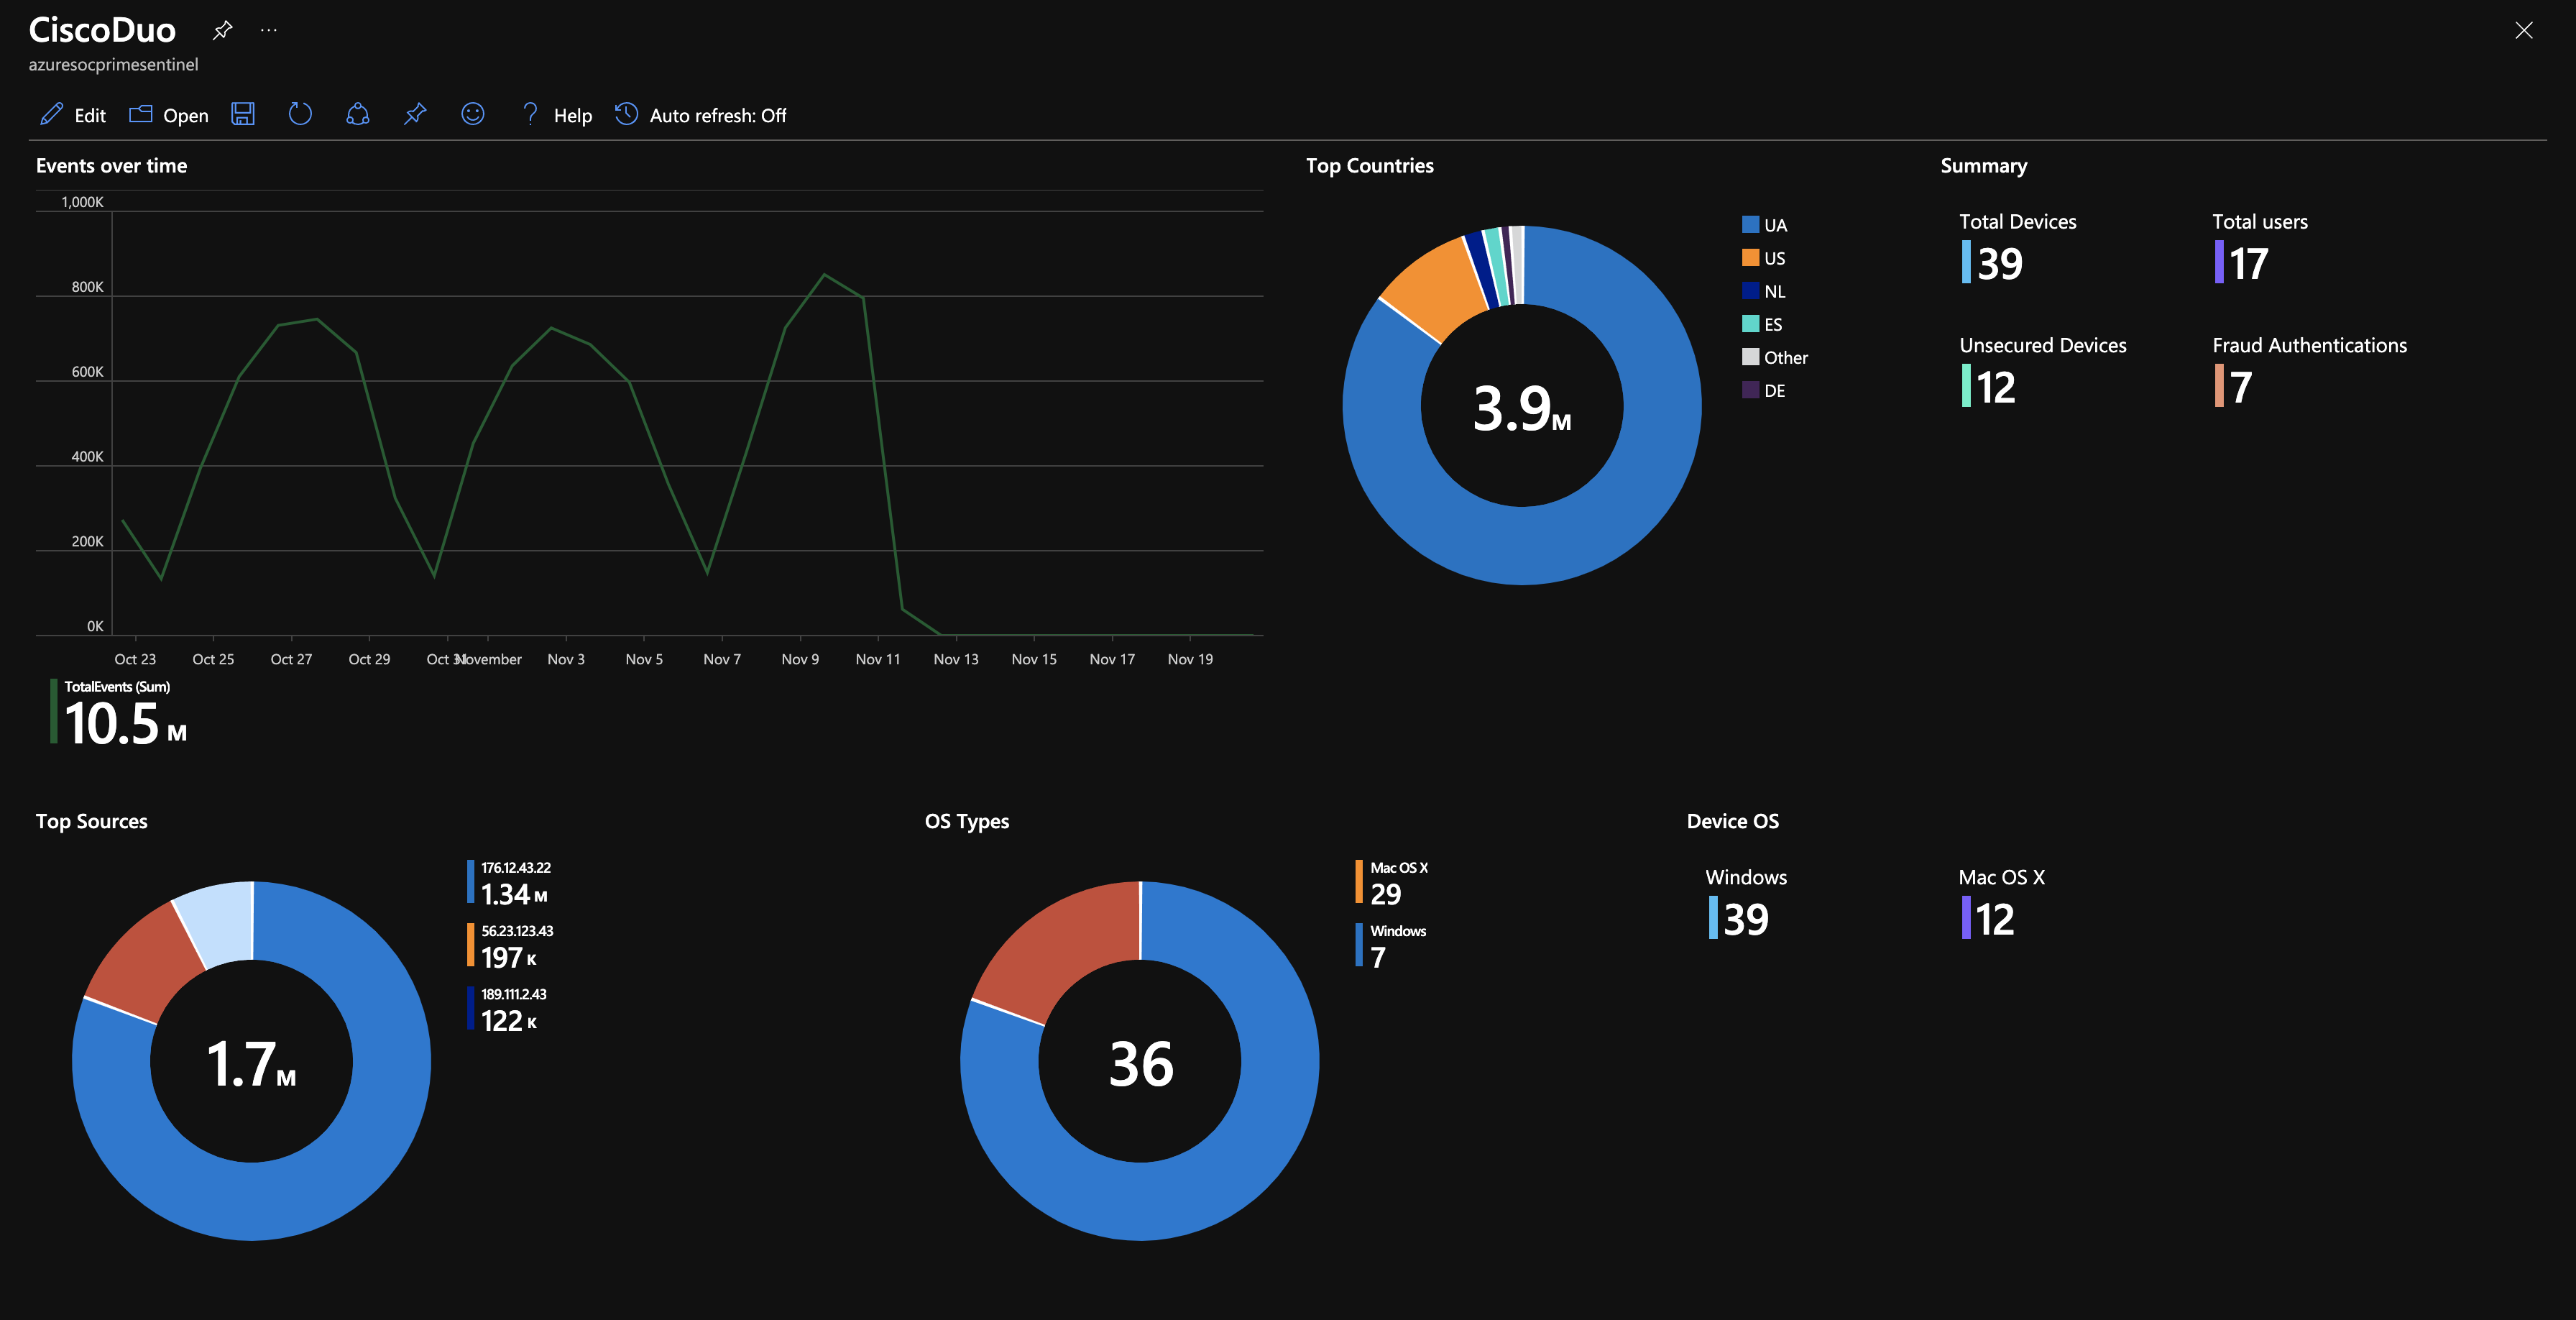 CiscoDuo
azuresocprimesentinel
Edit Open Help Auto refresh: Off
Events over time
1,000K
800K
600K
400K
200K
0K
Oct 23 Oct 25 Oct 27 Oct 29 Oct 31 November Nov 3 Nov 5 Nov 7 Nov 9 Nov 11 Nov 13 Nov 15 Nov 17 Nov 19
TotalEvents (Sum)
10.5 M
Top Countries
3.9M
UA
US
NL
ES
Other
DE
Summary
Total Devices
39
Total users
17
Unsecured Devices
12
Fraud Authentications
7
Top Sources
1.7M
176.12.43.22
1.34 M
56.23.123.43
197 K
189.111.2.43
122 K
OS Types
36
Mac OS X
29
Windows
7
Device OS
Windows
39
Mac OS X
12